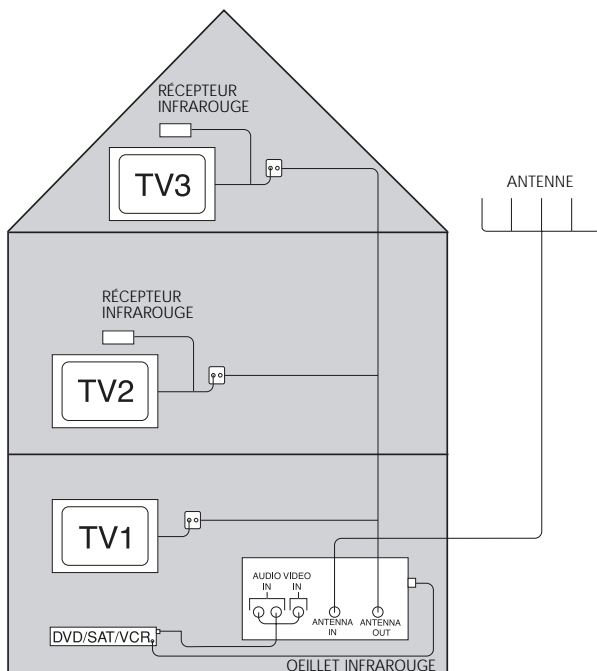 RÉCEPTEUR
INFRAROUGE
TV3
ANTENNE
RÉCEPTEUR
INFRAROUGE
TV2
TV1
AUDIO VIDEO
IN IN
ANTENNA
IN
ANTENNA
OUT
DVD/SAT/VCR
OEILLET INFRAROUGE